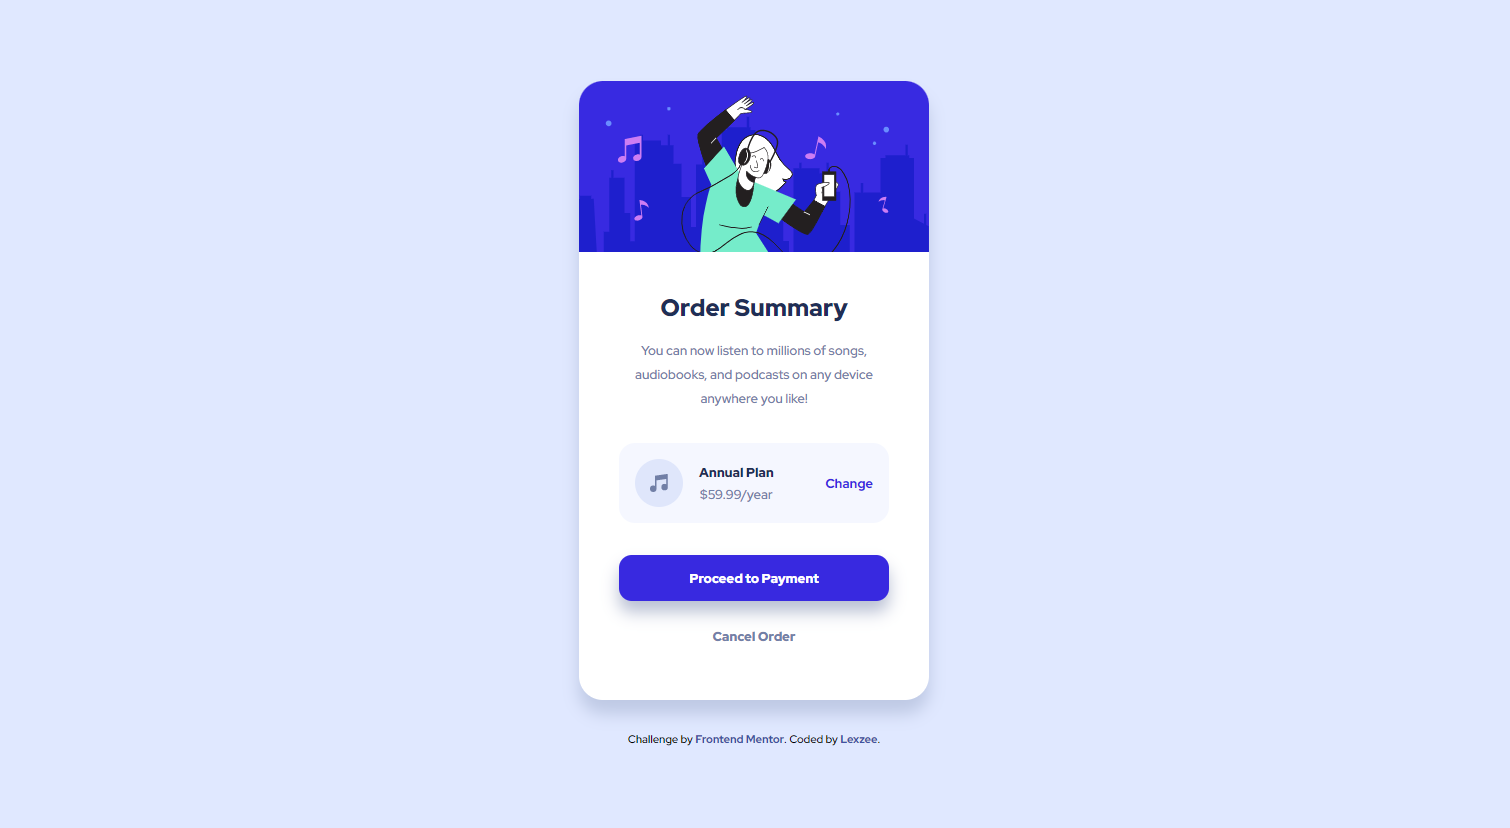 Order Summary
You can now listen to millions of songs,
audiobooks, and podcasts on any device
anywhere you like!
Annual Plan
$59.99/year
Change
Proceed to Payment
Cancel Order
Challenge by Frontend Mentor. Coded by Lexzee.